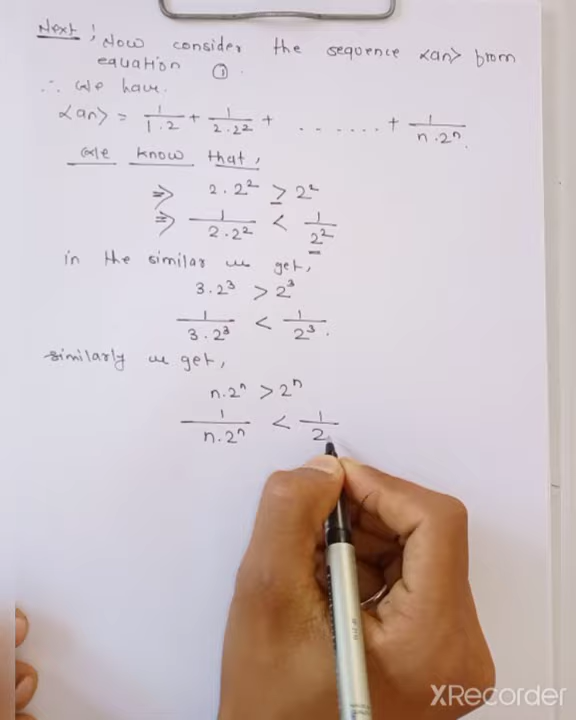 Next ; Now consider the sequence <an> from
equation ①.
∴ We have.
<an> = 1/1.2 + 1/2.2² + ....... + 1/n.2ⁿ.
We know that,
⇒ 2.2² ≥ 2²
⇒ 1/2.2² < 1/2²
in the similar we get,
3.2³ > 2³
1/3.2³ < 1/2³.
similarly we get,
n.2ⁿ > 2ⁿ
1/n.2ⁿ < 1/2
XRecorder